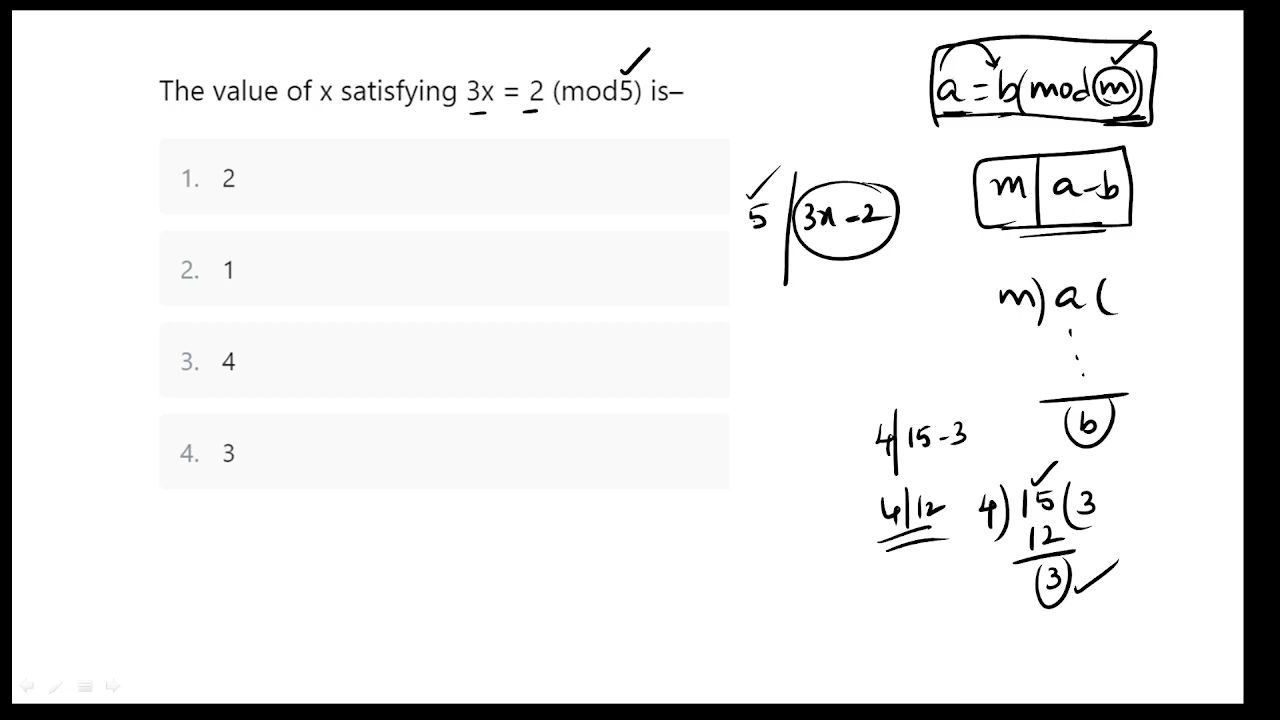 The value of x satisfying 3x = 2 (mod5) is–
1. 2
2. 1
3. 4
4. 3
a = b(mod m)
m | a-b
5 | 3x-2
m) a (
b
4 | 15-3
4 | 12
4) 15 (3
12
3